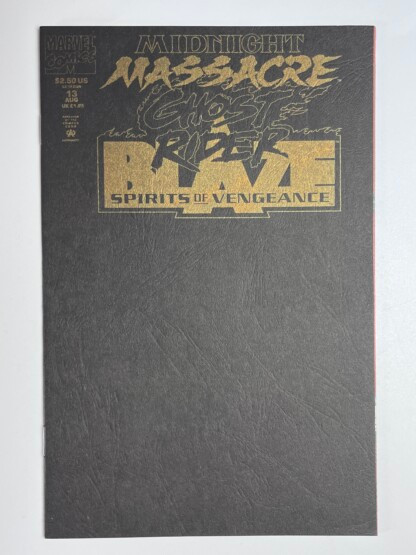 MARVEL
COMICS
$2.50 US
13
AUG
MIDNIGHT
MASSACRE
GHOST
RIDER
BLAZE
SPIRITS OF VENGEANCE